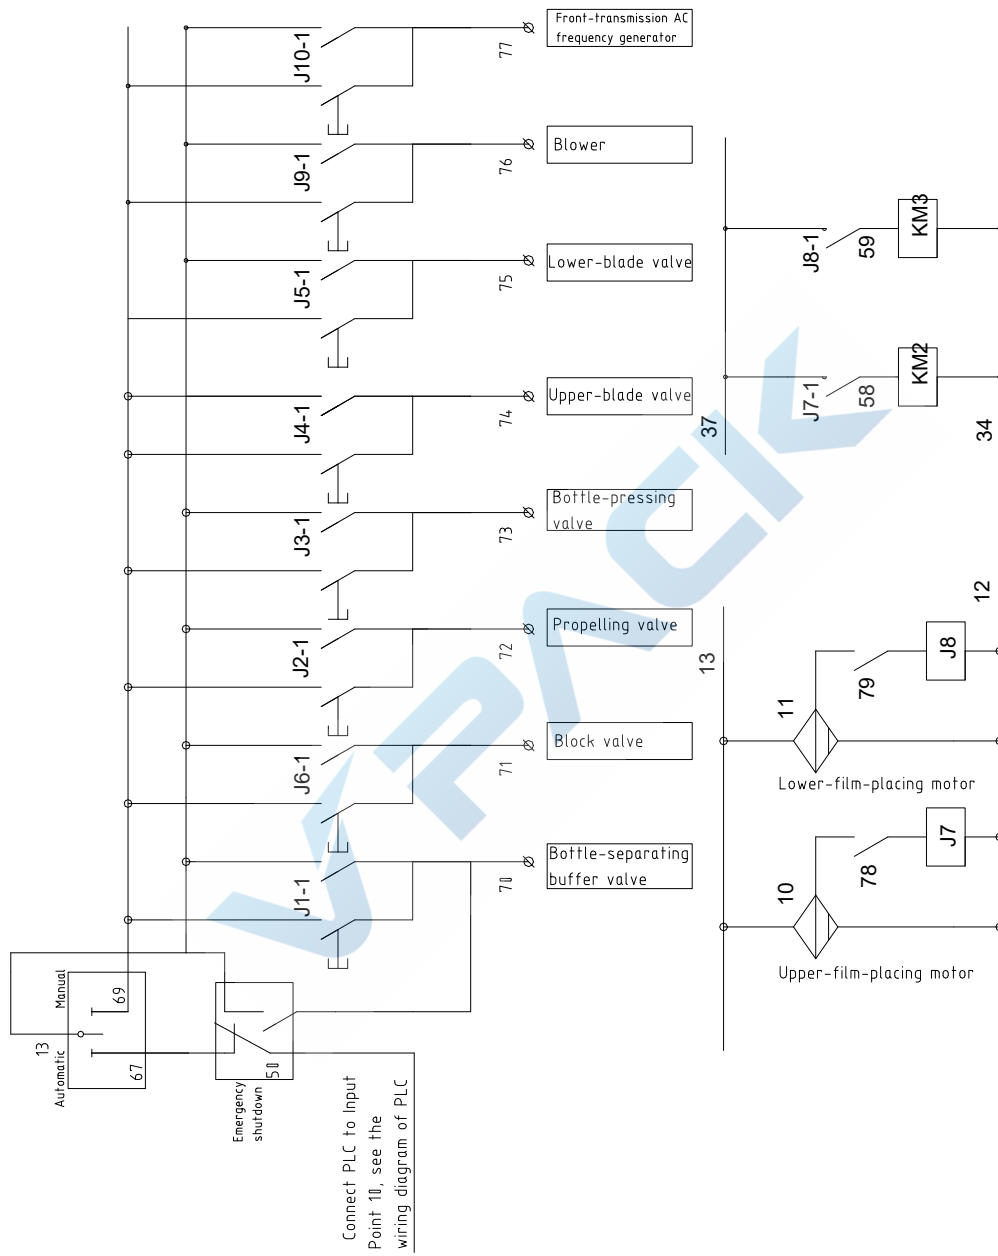 Front-transmission AC
frequency generator
77
J10-1
Blower
76
J9-1
Lower-blade valve
75
J5-1
Upper-blade valve
74
J4-1
Bottle-pressing
valve
73
J3-1
Propelling valve
72
J2-1
Block valve
71
J6-1
Bottle-separating
buffer valve
70
J1-1
Manual
69
13
Automatic
67
50
Emergency
shutdown
Connect PLC to Input
Point 10, see the
wiring diagram of PLC
KM3
J8-1
59
KM2
J7-1
58
37
34
12
13
J8
79
11
Lower-film-placing motor
J7
78
10
Upper-film-placing motor
VPACK